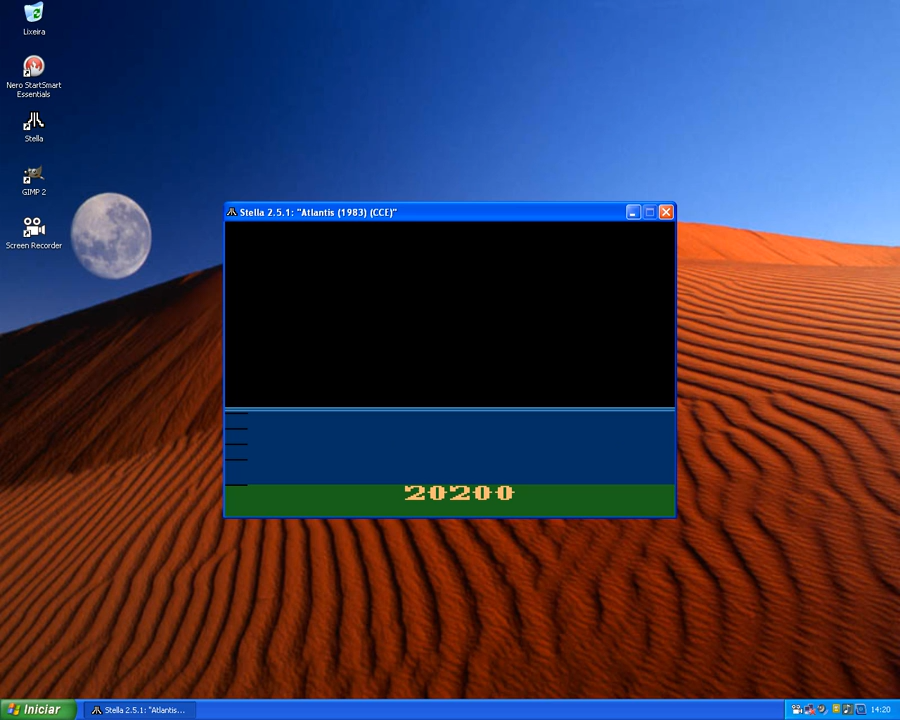 Lixeira
Nero StartSmart
Essentials
Stella
GIMP 2
Screen Recorder
Stella 2.5.1: "Atlantis (1983) (CCE)"
20200
Iniciar
Stella 2.5.1: "Atlantis...
14:20